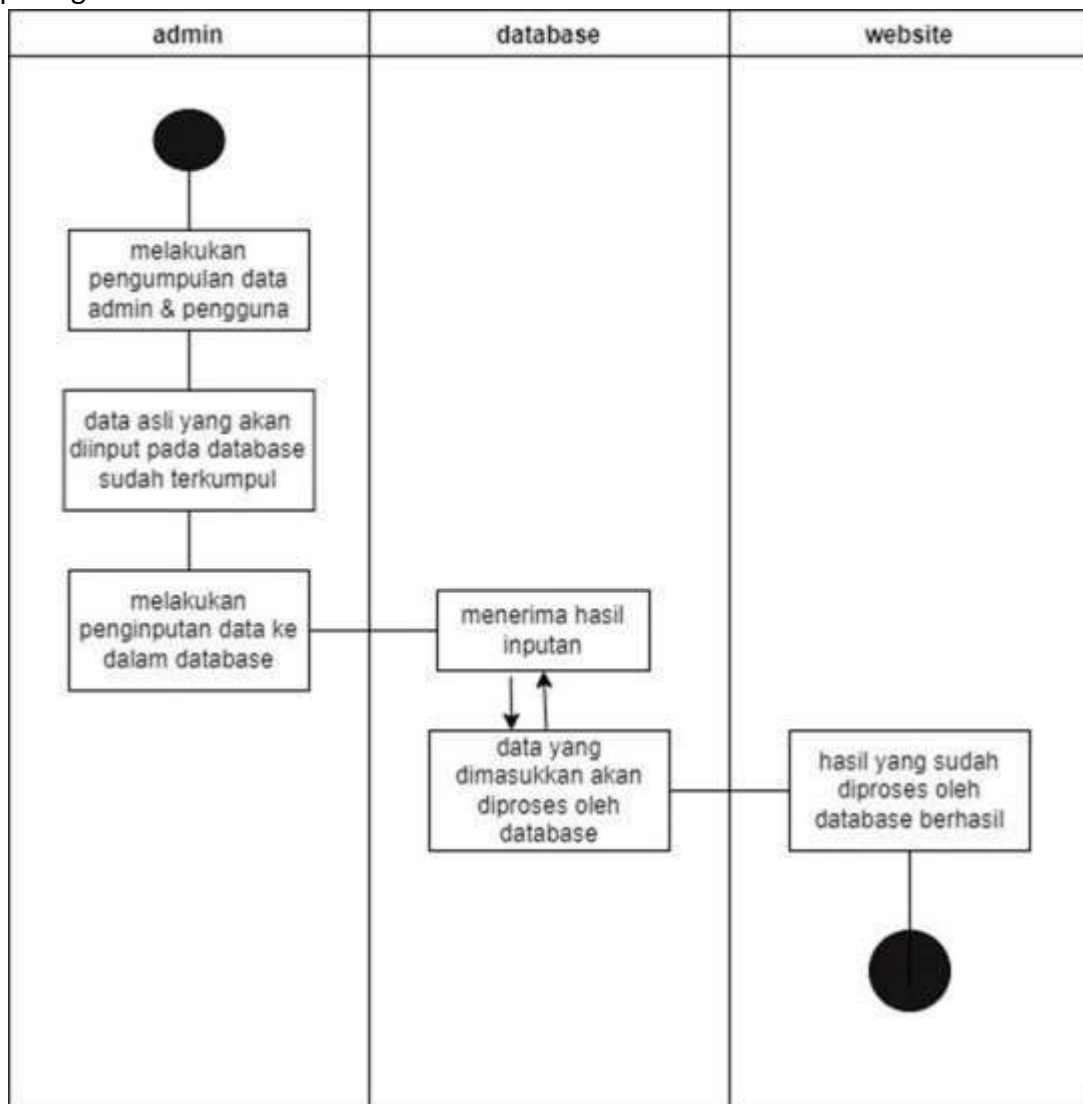 admin
database
website
melakukan
pengumpulan data
admin & pengguna
data asli yang akan
diinput pada database
sudah terkumpul
melakukan
penginputan data ke
dalam database
menerima hasil
inputan
data yang
dimasukkan akan
diproses oleh
database
hasil yang sudah
diproses oleh
database berhasil